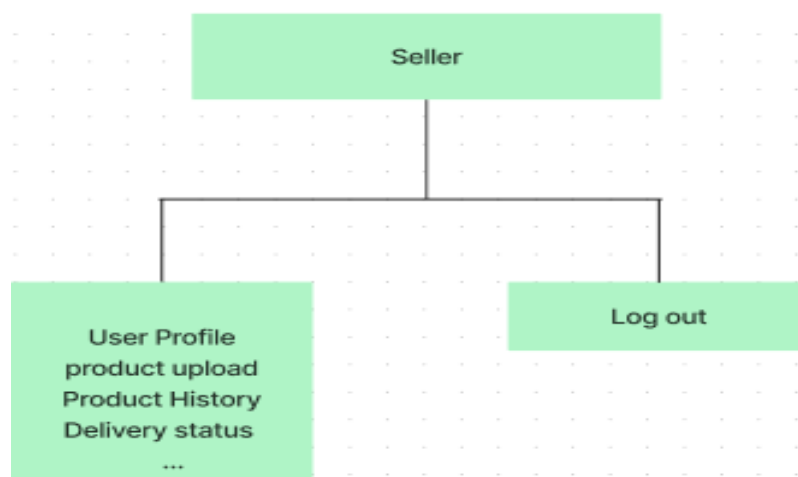 Seller
User Profile
Log out
product upload
Product History
Delivery status
...